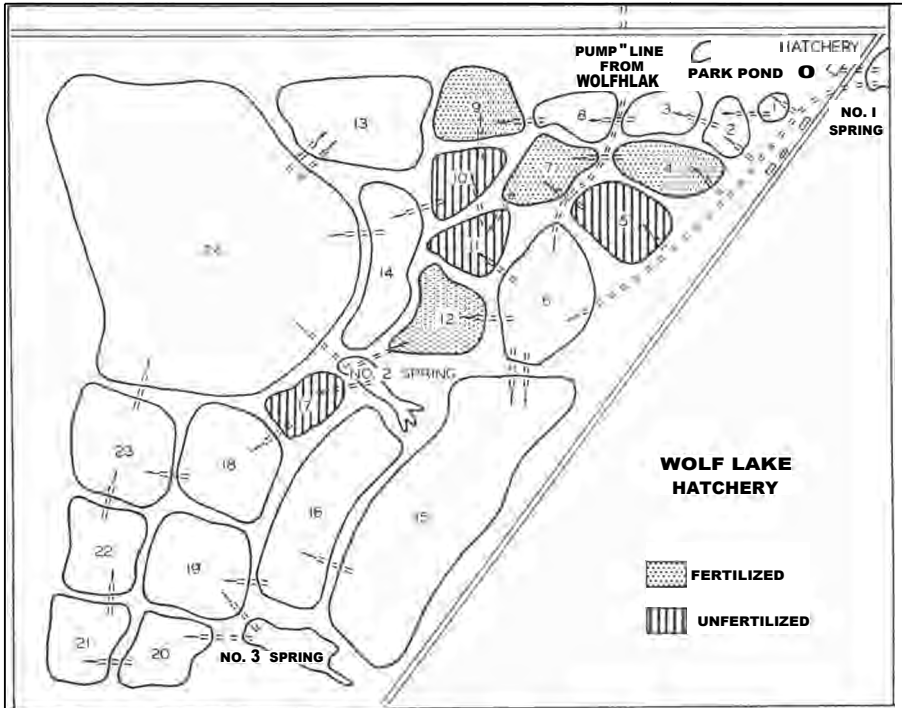 PUMP" LINE
FROM
WOLFHLAK
HATCHERY
PARK POND O
NO. 1
SPRING
13
9
8
3
2
1
10
7
4
11
5
14
6
12
NO. 2 SPRING
17
23
18
16
15
22
19
21
20
NO. 3 SPRING
WOLF LAKE
HATCHERY
FERTILIZED
UNFERTILIZED